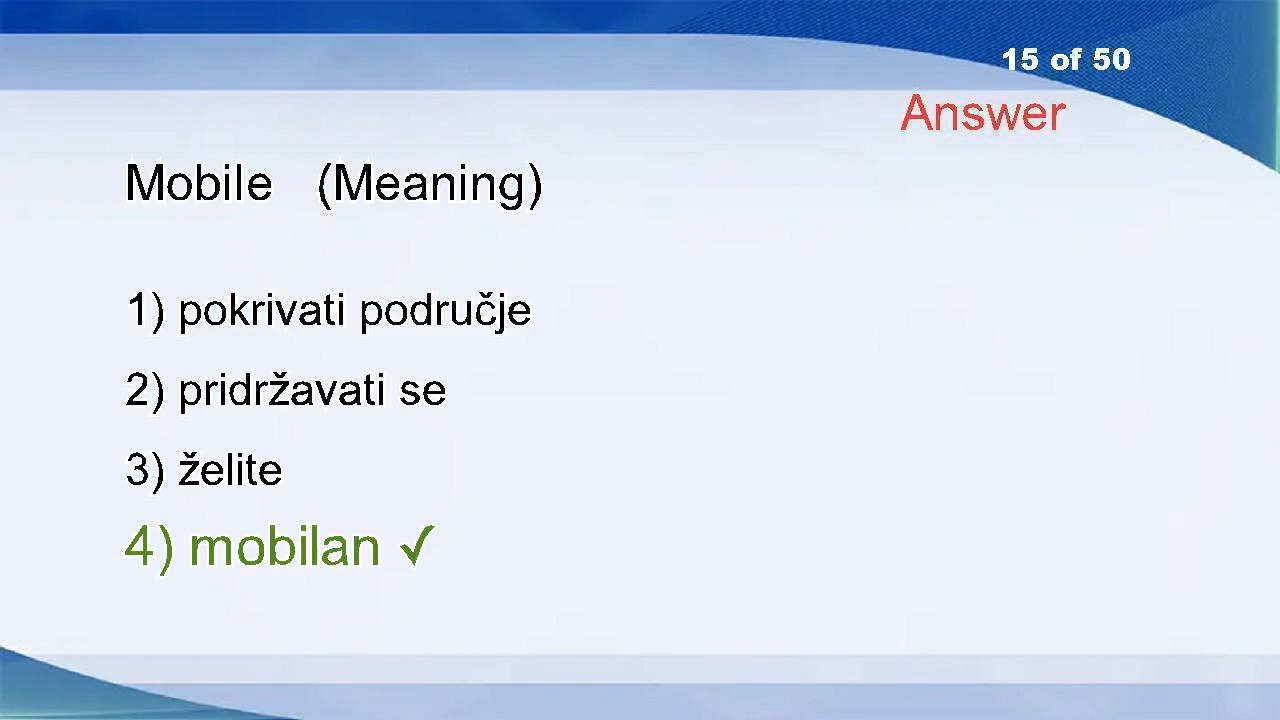 15 of 50
Answer
Mobile (Meaning)
1) pokrivati područje
2) pridržavati se
3) želite
4) mobilan ✓